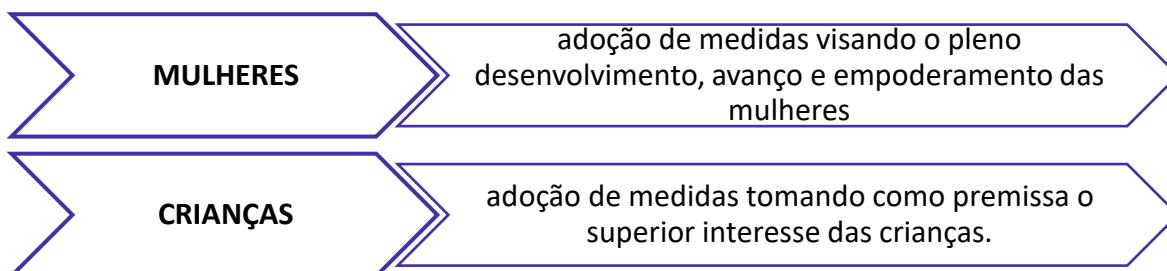 MULHERES
adoção de medidas visando o pleno
desenvolvimento, avanço e empoderamento das
mulheres
CRIANÇAS
adoção de medidas tomando como premissa o
superior interesse das crianças.